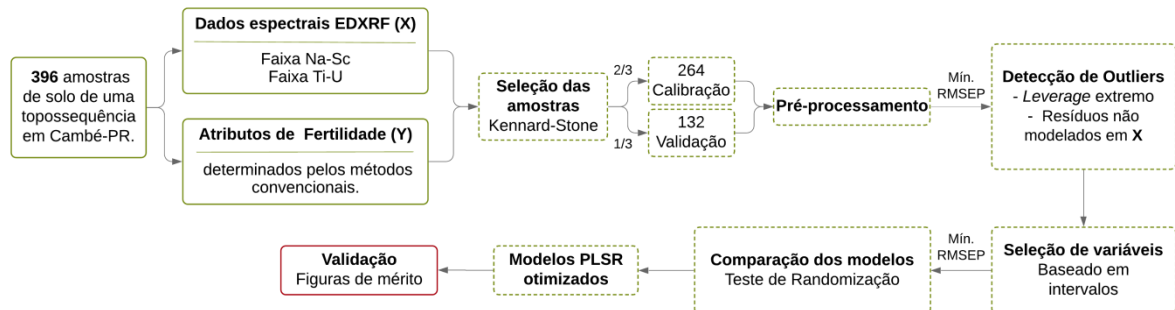 396 amostras
de solo de uma
topossequência
em Cambé-PR.
Dados espectrais EDXRF (X)
Faixa Na-Sc
Faixa Ti-U
Atributos de Fertilidade (Y)
determinados pelos métodos
convencionais.
Seleção das
amostras
Kennard-Stone
2/3
1/3
264
Calibração
132
Validação
Pré-processamento
Mín.
RMSEP
Detecção de Outliers
- Leverage extremo
- Resíduos não
modelados em X
Seleção de variáveis
Baseado em
intervalos
Mín.
RMSEP
Comparação dos modelos
Teste de Randomização
Modelos PLSR
otimizados
Validação
Figuras de mérito